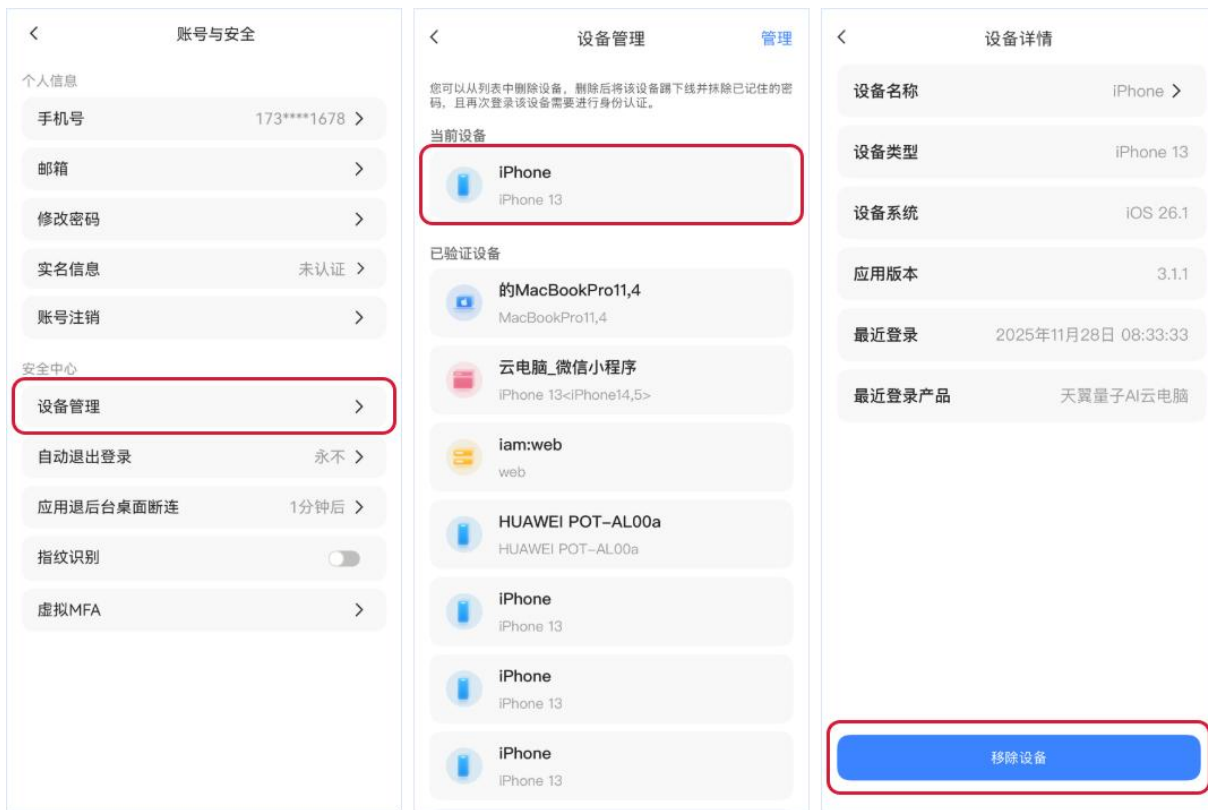 账号与安全
个人信息
手机号 173****1678
邮箱
修改密码
实名信息 未认证
账号注销
安全中心
设备管理
自动退出登录 永不
应用退后台桌面断连 1分钟后
指纹识别
虚拟MFA
设备管理 管理
您可以从列表中删除设备，删除后将该设备踢下线并抹除已记住的密
码，且再次登录该设备需要进行身份认证。
当前设备
iPhone
iPhone 13
已验证设备
的MacBookPro11,4
MacBookPro11,4
云电脑_微信小程序
iPhone 13<iPhone14,5>
iam:web
web
HUAWEI POT-AL00a
HUAWEI POT-AL00a
iPhone
iPhone 13
iPhone
iPhone 13
iPhone
iPhone 13
设备详情
设备名称 iPhone
设备类型 iPhone 13
设备系统 iOS 26.1
应用版本 3.1.1
最近登录 2025年11月28日 08:33:33
最近登录产品 天翼量子AI云电脑
移除设备